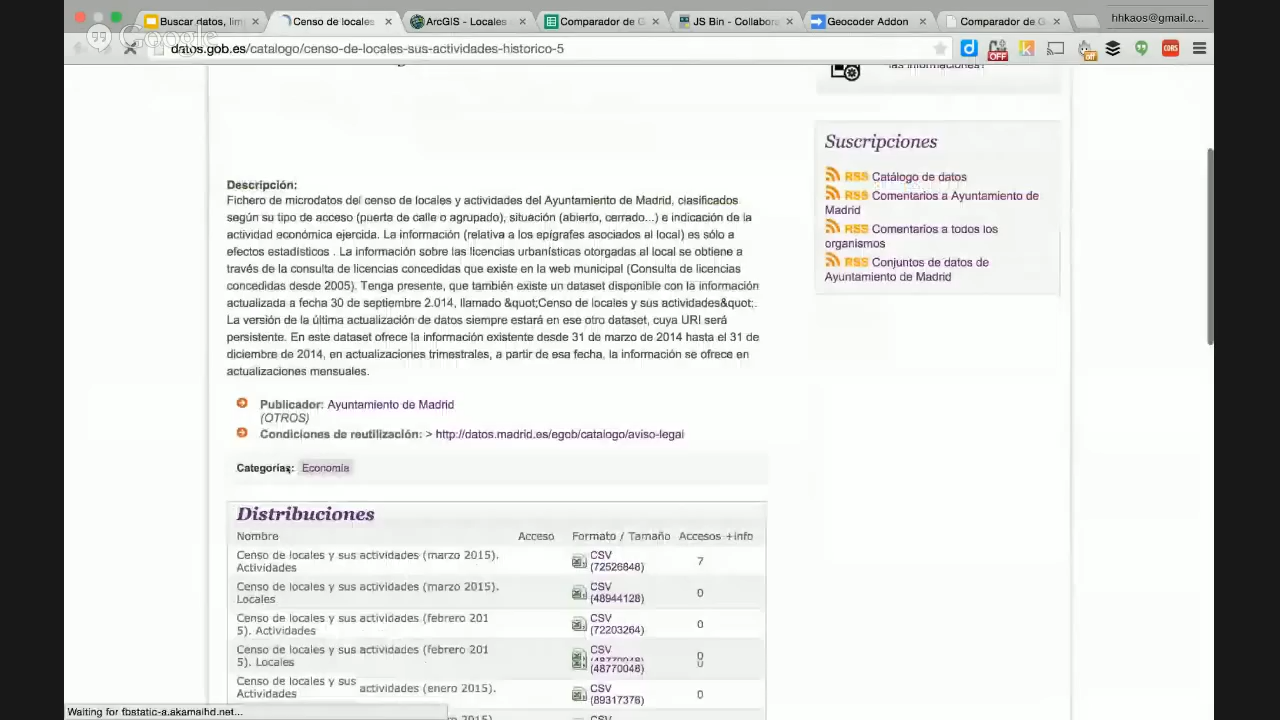 Buscar datos, lim
Censo de locales
ArcGIS - Locales
Comparador de G
JS Bin - Collabora
Geocoder Addon
Comparador de G
hhkaos@gmail.c...
Google
datos.gob.es/catalogo/censo-de-locales-sus-actividades-historico-5
OFF
off
CORS
las informaciones?
Suscripciones
RSS Catálogo de datos
RSS Comentarios a Ayuntamiento de
Madrid
RSS Comentarios a todos los
organismos
RSS Conjuntos de datos de
Ayuntamiento de Madrid
Descripción:
Fichero de microdatos del censo de locales y actividades del Ayuntamiento de Madrid, clasificados
según su tipo de acceso (puerta de calle o agrupado), situación (abierto, cerrado...) e indicación de la
actividad económica ejercida. La información (relativa a los epígrafes asociados al local) es sólo a
efectos estadísticos . La información sobre las licencias urbanísticas otorgadas al local se obtiene a
través de la consulta de licencias concedidas que existe en la web municipal (Consulta de licencias
concedidas desde 2005). Tenga presente, que también existe un dataset disponible con la información
actualizada a fecha 30 de septiembre 2.014, llamado &quot;Censo de locales y sus actividades&quot;.
La versión de la última actualización de datos siempre estará en ese otro dataset, cuya URI será
persistente. En este dataset ofrece la información existente desde 31 de marzo de 2014 hasta el 31 de
diciembre de 2014, en actualizaciones trimestrales, a partir de esa fecha, la información se ofrece en
actualizaciones mensuales.
Publicador: Ayuntamiento de Madrid
(OTROS)
Condiciones de reutilización: > http://datos.madrid.es/egob/catalogo/aviso-legal
Categorías: Economía
Distribuciones
Nombre Acceso Formato / Tamaño Accesos +info
Censo de locales y sus actividades (marzo 2015).
Actividades
CSV
(72526848)
7
Censo de locales y sus actividades (marzo 2015).
Locales
CSV
(48944128)
0
Censo de locales y sus actividades (febrero 201
5). Actividades
CSV
(72203264)
0
Censo de locales y sus actividades (febrero 201
5). Locales
CSV
(48770048)
0
Censo de locales y sus actividades (enero 2015).
Actividades
CSV
(89317376)
0
Waiting for fbstatic-a.akamaihd.net...